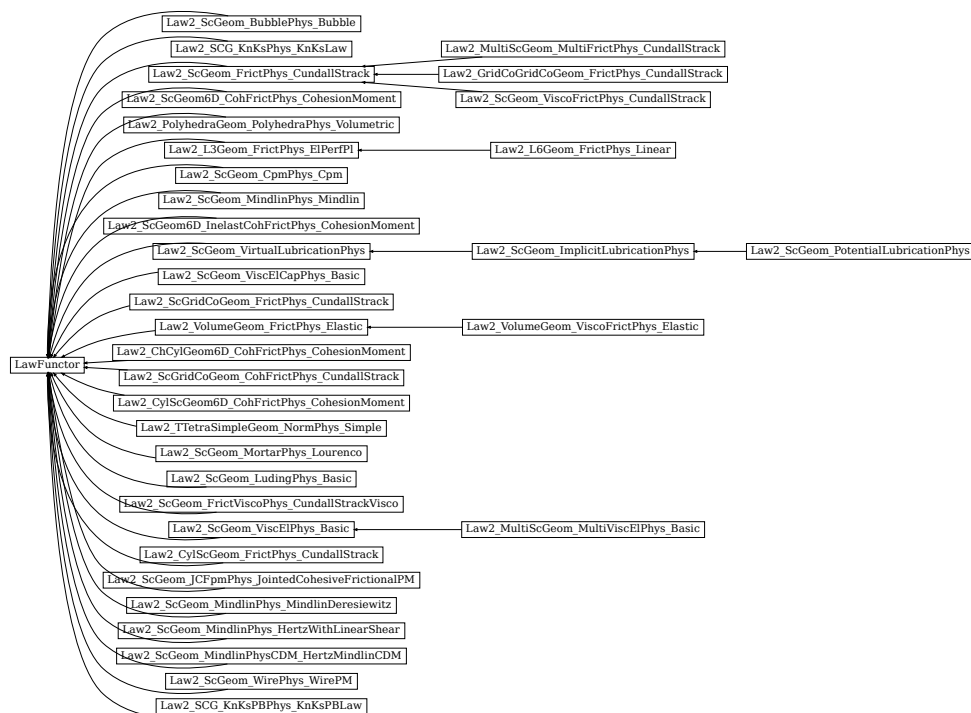 Law2_ScGeom_BubblePhys_Bubble
Law2_SCG_KnKsPhys_KnKsLaw
Law2_MultiScGeom_MultiFrictPhys_CundallStrack
Law2_ScGeom_FrictPhys_CundallStrack
Law2_GridCoGridCoGeom_FrictPhys_CundallStrack
Law2_ScGeom6D_CohFrictPhys_CohesionMoment
Law2_ScGeom_ViscoFrictPhys_CundallStrack
Law2_PolyhedraGeom_PolyhedraPhys_Volumetric
Law2_L3Geom_FrictPhys_ElPerfPl
Law2_L6Geom_FrictPhys_Linear
Law2_ScGeom_CpmPhys_Cpm
Law2_ScGeom_MindlinPhys_Mindlin
Law2_ScGeom6D_InelastCohFrictPhys_CohesionMoment
Law2_ScGeom_VirtualLubricationPhys
Law2_ScGeom_ImplicitLubricationPhys
Law2_ScGeom_PotentialLubricationPhys
Law2_ScGeom_ViscElCapPhys_Basic
Law2_ScGridCoGeom_FrictPhys_CundallStrack
Law2_VolumeGeom_FrictPhys_Elastic
Law2_VolumeGeom_ViscoFrictPhys_Elastic
Law2_ChCylGeom6D_CohFrictPhys_CohesionMoment
LawFunctor
Law2_ScGridCoGeom_CohFrictPhys_CundallStrack
Law2_CylScGeom6D_CohFrictPhys_CohesionMoment
Law2_TTetraSimpleGeom_NormPhys_Simple
Law2_ScGeom_MortarPhys_Lourenco
Law2_ScGeom_LudingPhys_Basic
Law2_ScGeom_FrictViscoPhys_CundallStrackVisco
Law2_ScGeom_ViscElPhys_Basic
Law2_MultiScGeom_MultiViscElPhys_Basic
Law2_CylScGeom_FrictPhys_CundallStrack
Law2_ScGeom_JCFpmPhys_JointedCohesiveFrictionalPM
Law2_ScGeom_MindlinPhys_MindlinDeresiewitz
Law2_ScGeom_MindlinPhys_HertzWithLinearShear
Law2_ScGeom_MindlinPhysCDM_HertzMindlinCDM
Law2_ScGeom_WirePhys_WirePM
Law2_SCG_KnKsPBPhys_KnKsPBLaw